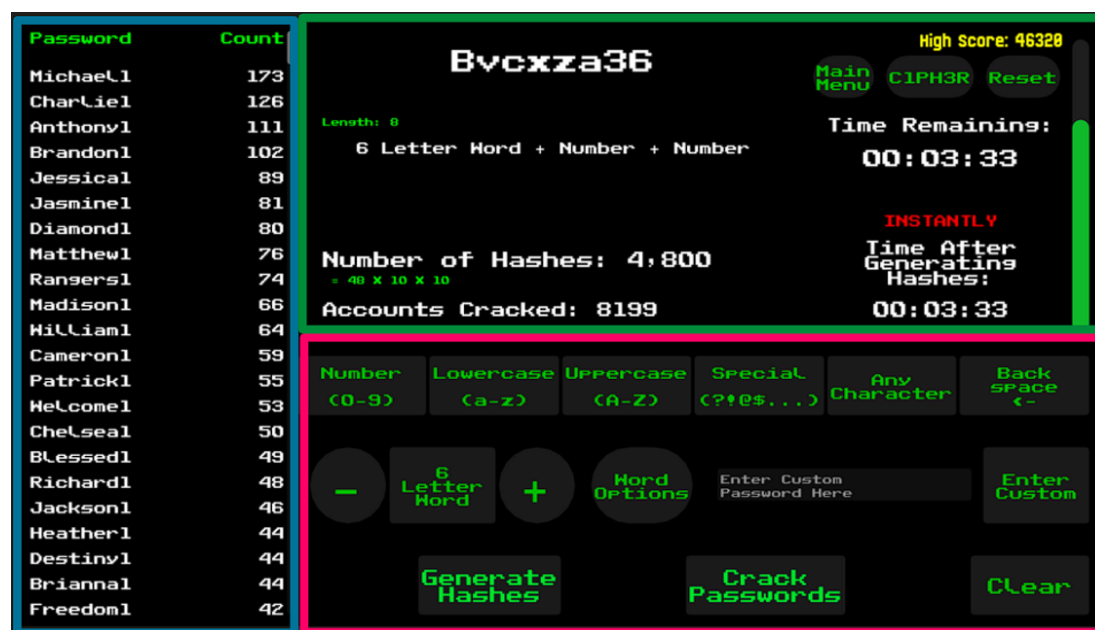 Password Count
Michael1 173
Charlie1 126
Anthony1 111
Brandon1 102
Jessica1 89
Jasmine1 81
Diamond1 80
Matthew1 76
Rangers1 74
Madison1 66
William1 64
Cameron1 59
Patrick1 55
Welcome1 53
Chelsea1 50
Blessed1 49
Richard1 48
Jackson1 46
Heather1 44
Destiny1 44
Brianna1 44
Freedom1 42
High Score: 46320
Bvcxza36
Main
Menu
C1PH3R
Reset
Length: 8
6 Letter Word + Number + Number
Time Remaining:
00:03:33
INSTANTLY
Time After
Generating
Hashes:
00:03:33
Number of Hashes: 4,800
= 48 X 10 X 10
Accounts Cracked: 8199
Number
(0-9)
Lowercase
(a-z)
Uppercase
(A-Z)
Special
(?!@$...)
Any
Character
Back
space
<-
-
6
Letter
Word
+
Word
Options
Enter Custom
Password Here
Enter
Custom
Generate
Hashes
Crack
Passwords
Clear